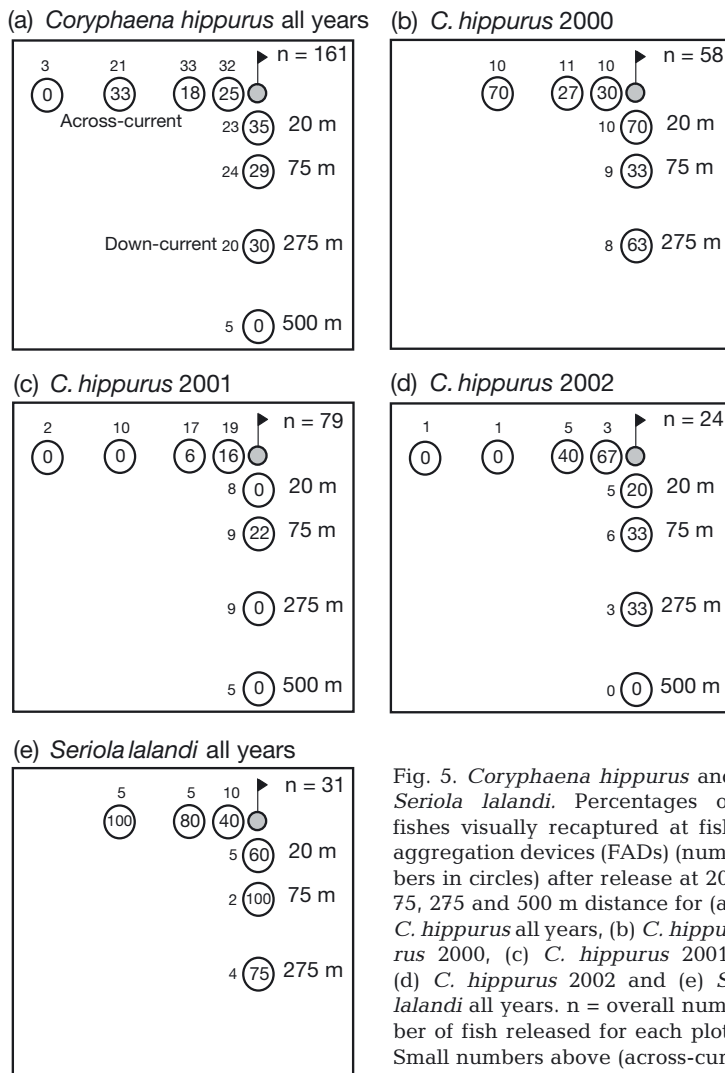 (a) Coryphaena hippurus all years
n = 161
3 21 33 32
0 33 18 25
Across-current
23 35 20 m
24 29 75 m
Down-current 20 30 275 m
5 0 500 m
(b) C. hippurus 2000
n = 58
10 11 10
70 27 30
10 70 20 m
9 33 75 m
8 63 275 m
(c) C. hippurus 2001
n = 79
2 10 17 19
0 0 6 16
8 0 20 m
9 22 75 m
9 0 275 m
5 0 500 m
(d) C. hippurus 2002
n = 24
1 1 5 3
0 0 40 67
5 20 20 m
6 33 75 m
3 33 275 m
0 0 500 m
(e) Seriola lalandi all years
n = 31
5 5 10
100 80 40
5 60 20 m
2 100 75 m
4 75 275 m
Fig. 5. Coryphaena hippurus and
Seriola lalandi. Percentages o
fishes visually recaptured at fish
aggregation devices (FADs) (num
bers in circles) after release at 20
75, 275 and 500 m distance for (a
C. hippurus all years, (b) C. hippu
rus 2000, (c) C. hippurus 2001
(d) C. hippurus 2002 and (e) S
lalandi all years. n = overall num
ber of fish released for each plot
Small numbers above (across-cur